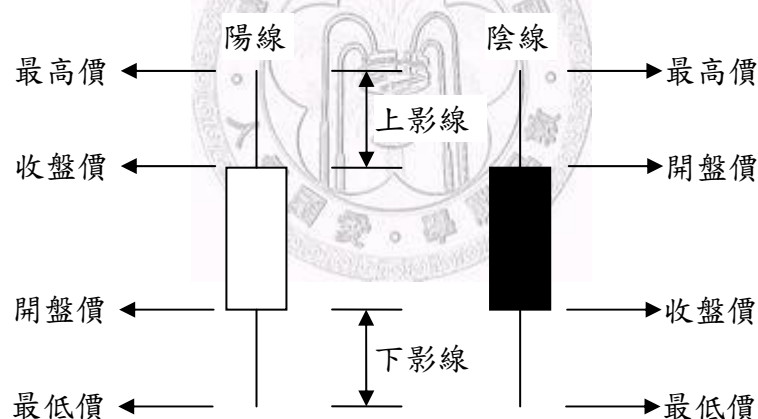 陽線 陰線
最高價 最高價
上影線
收盤價 開盤價
開盤價 收盤價
下影線
最低價 最低價